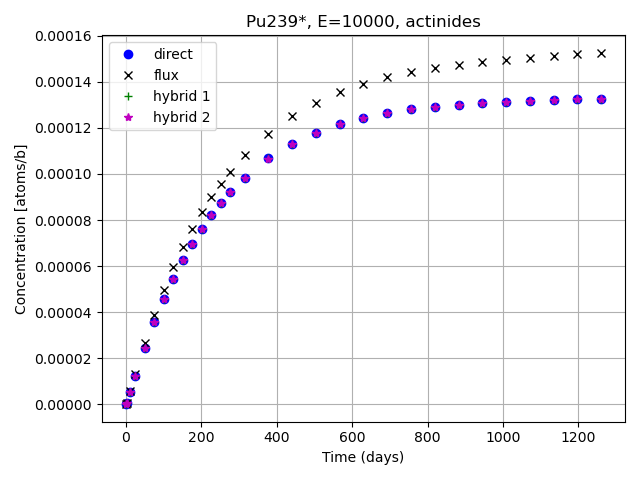 Pu239*, E=10000, actinides
0.00016
0.00014
0.00012
0.00010
0.00008
0.00006
0.00004
0.00002
0.00000
Concentration [atoms/b]
direct
flux
hybrid 1
hybrid 2
0 200 400 600 800 1000 1200
Time (days)